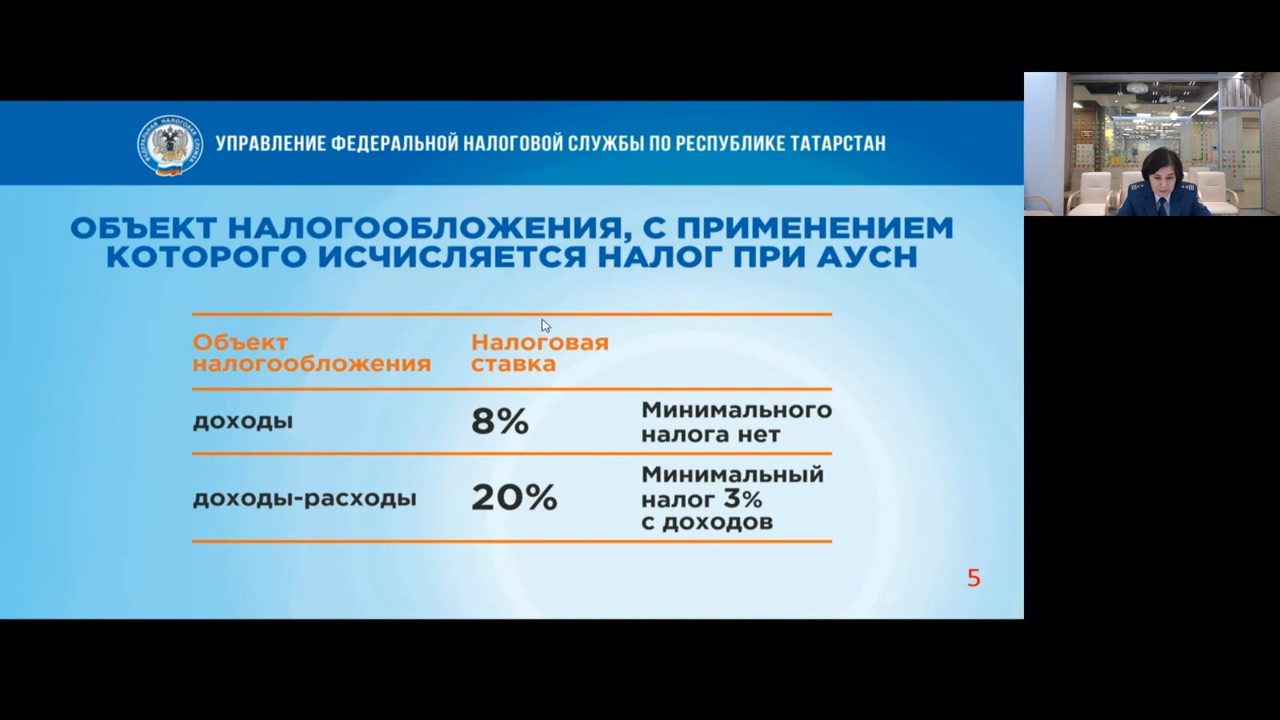 УПРАВЛЕНИЕ ФЕДЕРАЛЬНОЙ НАЛОГОВОЙ СЛУЖБЫ ПО РЕСПУБЛИКЕ ТАТАРСТАН
ОБЪЕКТ НАЛОГООБЛОЖЕНИЯ, С ПРИМЕНЕНИЕМ
КОТОРОГО ИСЧИСЛЯЕТСЯ НАЛОГ ПРИ АУСН
Объект
налогообложения
Налоговая
ставка
доходы
8%
Минимального
налога нет
доходы-расходы
20%
Минимальный
налог 3%
с доходов
5